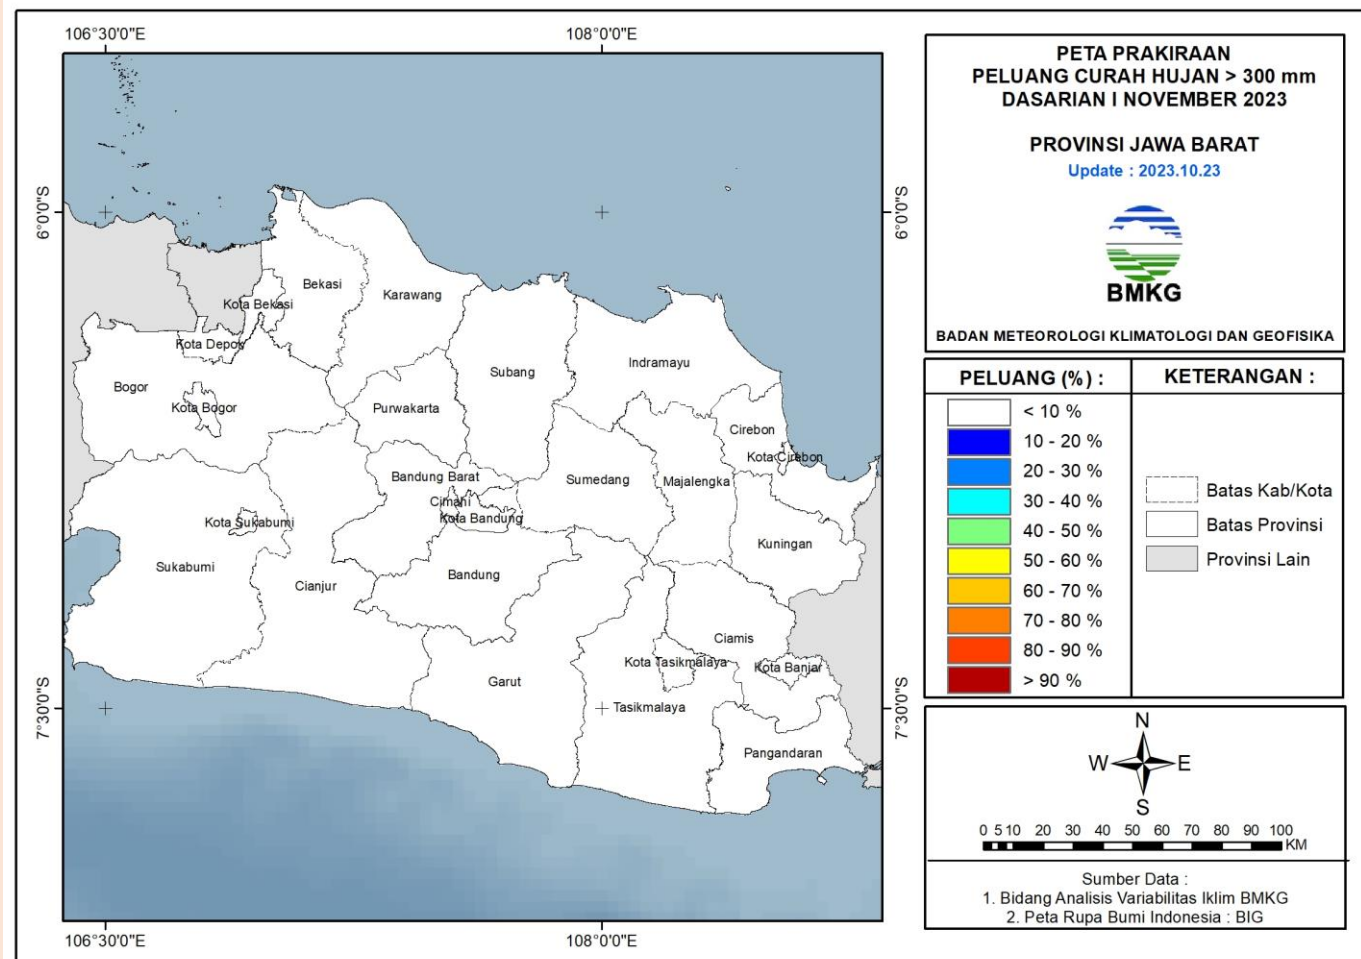 106°30'0"E
108°0'0"E
6°0'0"S
6°0'0"S
Bekasi
Karawang
Kota Bekasi
Kota Depok
Subang
Indramayu
Bogor
Kota Bogor
Purwakarta
Cirebon
Kota Cirebon
Bandung Barat
Sumedang
Majalengka
Cimahi
Kota Bandung
Kota Sukabumi
Kuningan
Sukabumi
Cianjur
Bandung
Ciamis
Kota Tasikmalaya
Kota Banjar
Garut
Tasikmalaya
Pangandaran
7°30'0"S
7°30'0"S
106°30'0"E
108°0'0"E
PETA PRAKIRAAN
PELUANG CURAH HUJAN > 300 mm
DASARIAN I NOVEMBER 2023
PROVINSI JAWA BARAT
Update : 2023.10.23
BMKG
BADAN METEOROLOGI KLIMATOLOGI DAN GEOFISIKA
PELUANG (%) :
< 10 %
10 - 20 %
20 - 30 %
30 - 40 %
40 - 50 %
50 - 60 %
60 - 70 %
70 - 80 %
80 - 90 %
> 90 %
KETERANGAN :
Batas Kab/Kota
Batas Provinsi
Provinsi Lain
N
W E
S
0 5 10 20 30 40 50 60 70 80 90 100
KM
Sumber Data :
1. Bidang Analisis Variabilitas Iklim BMKG
2. Peta Rupa Bumi Indonesia : BIG